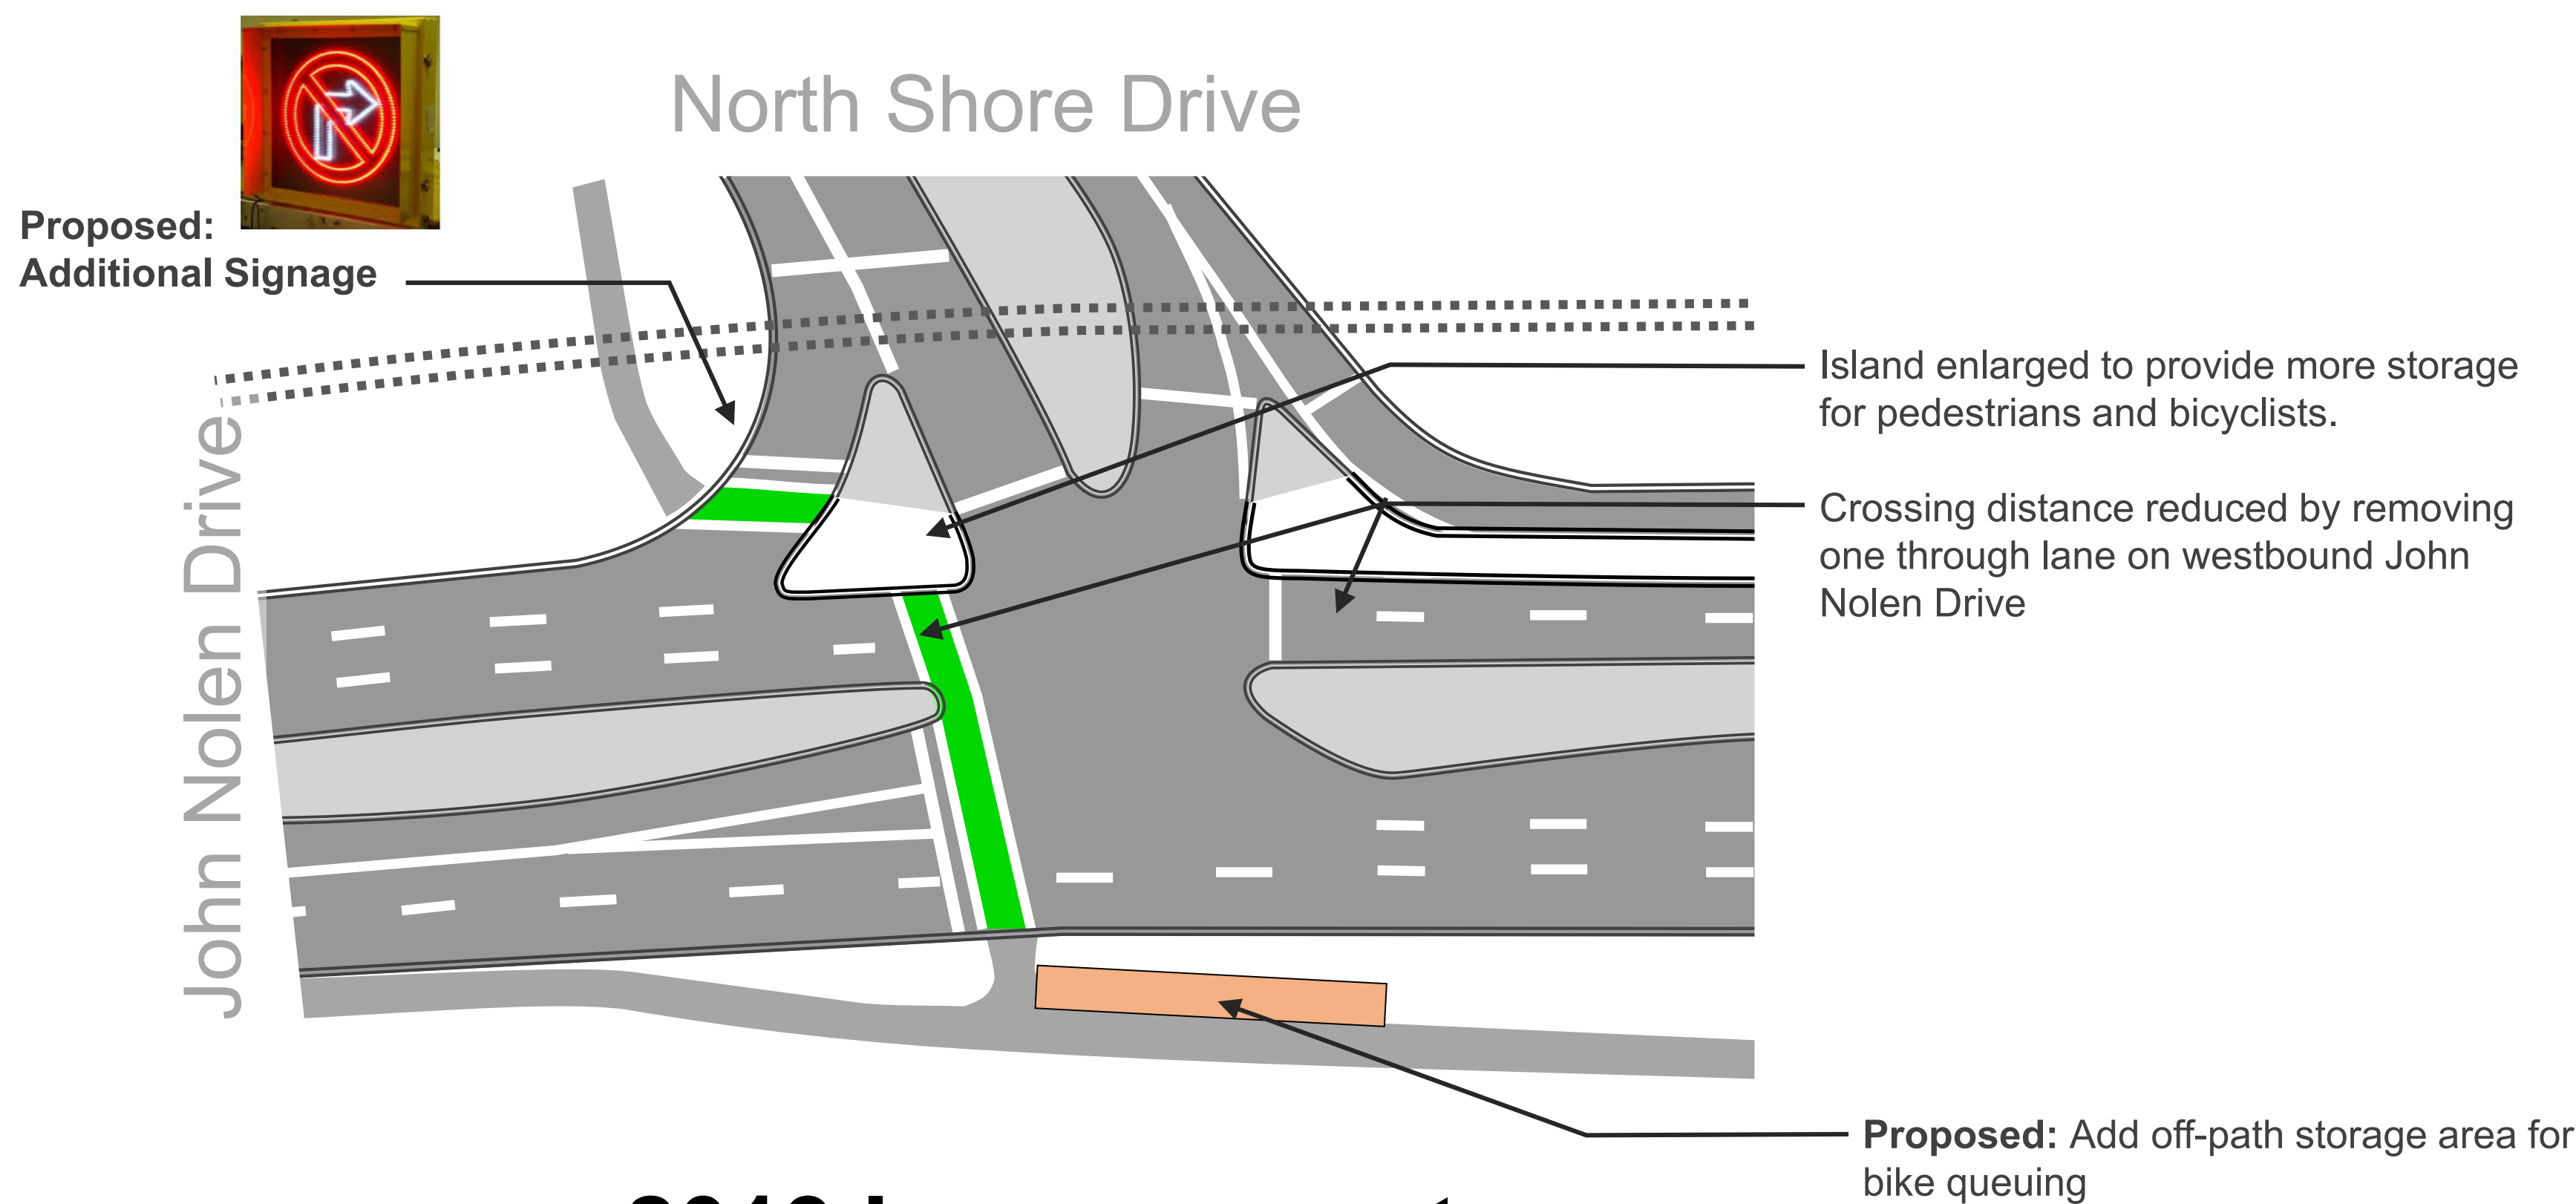 North Shore Drive
Proposed:
Additional Signage
Island enlarged to provide more storage
for pedestrians and bicyclists.
Crossing distance reduced by removing
one through lane on westbound John
Nolen Drive
John Nolen Drive
Proposed: Add off-path storage area for
bike queuing